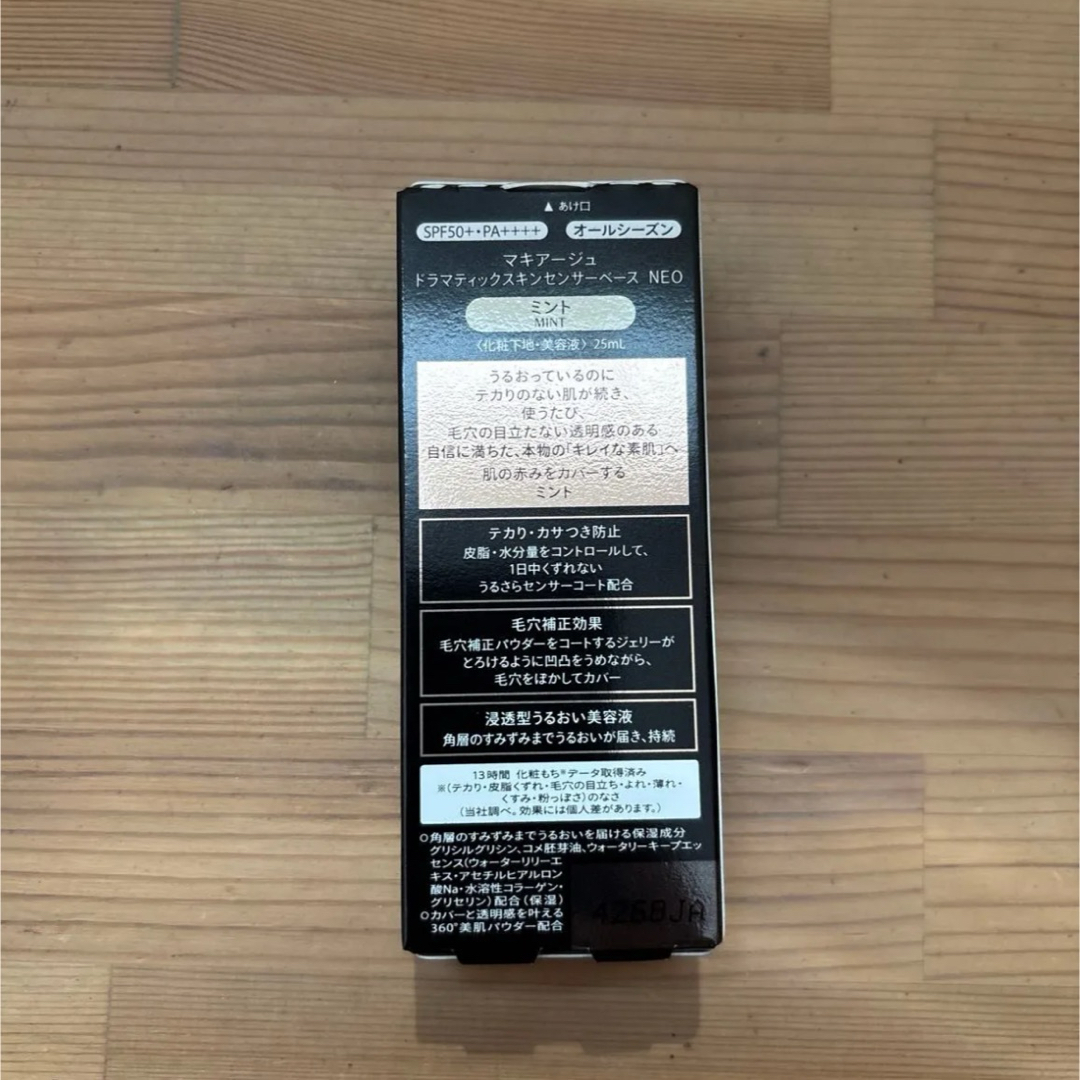 ▲ あけ口
SPF50+・PA++++ オールシーズン
マキアージュ
ドラマティックスキンセンサーベース NEO
ミント
MINT
〈化粧下地・美容液〉 25mL
うるおっているのに
テカりのない肌が続き、
使うたび、
毛穴の目立たない透明感のある
自信に満ちた、本物の「キレイな素肌」へ
肌の赤みをカバーする
ミント
テカり・カサつき防止
皮脂・水分量をコントロールして、
1日中くずれない
うるさらセンサーコート配合
毛穴補正効果
毛穴補正パウダーをコートするジェリーが
とろけるように凹凸をうめながら、
毛穴をぼかしてカバー
浸透型うるおい美容液
角層のすみずみまでうるおいが届き、持続
13時間 化粧もち※データ取得済み
※(テカり・皮脂くずれ・毛穴の目立ち・よれ・薄れ・
くすみ・粉っぽさ)のなさ
(当社調べ。効果には個人差があります。)
○角層のすみずみまでうるおいを届ける保湿成分
グリシルグリシン、コメ胚芽油、ウォータリーキープエッ
センス(ウォーターリリーエ
キス・アセチルヒアルロン
酸Na・水溶性コラーゲン・
グリセリン)配合(保湿)
○カバーと透明感を叶える
360°美肌パウダー配合
426BJA